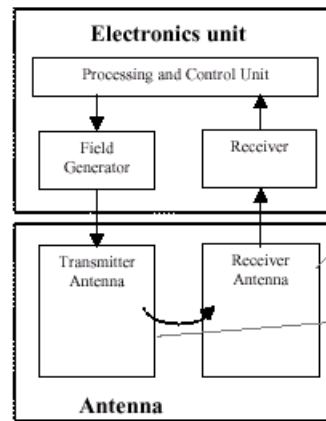 Electronics unit
Processing and Control Unit
Field
Generator
Receiver
Transmitter
Antenna
Receiver
Antenna
Antenna